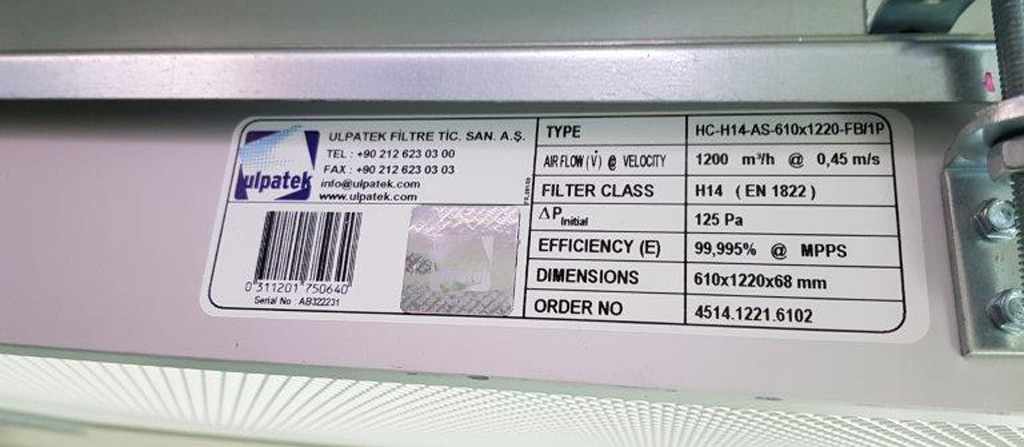 ulpatek
ULPATEK FİLTRE TİC. SAN. A.Ş.
TEL : +90 212 623 03 00
FAX : +90 212 623 03 03
info@ulpatek.com
www.ulpatek.com
0 311201 750640
Serial No : AB322231
ulpatek
TYPE HC-H14-AS-610x1220-FB/1P
AIR FLOW (V̇) @ VELOCITY 1200 m³/h @ 0,45 m/s
FILTER CLASS H14 ( EN 1822 )
ΔP Initial 125 Pa
EFFICIENCY (E) 99,995% @ MPPS
DIMENSIONS 610x1220x68 mm
ORDER NO 4514.1221.6102